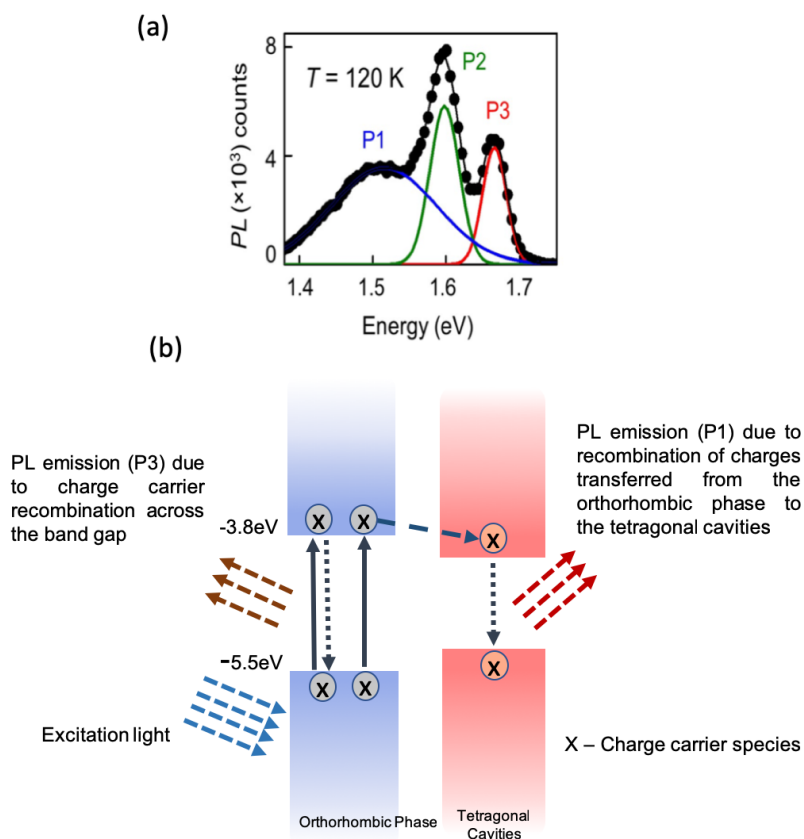 (a)
8
T = 120 K
P2
P1
P3
4
0
PL (×10³) counts
1.4 1.5 1.6 1.7
Energy (eV)
(b)
PL emission (P3) due
to charge carrier
recombination across
the band gap
-3.8eV
-5.5eV
Excitation light
X
X
X
X
X
X
PL emission (P1) due to
recombination of charges
transferred from the
orthorhombic phase to
the tetragonal cavities
X – Charge carrier species
Orthorhombic Phase
Tetragonal
Cavities